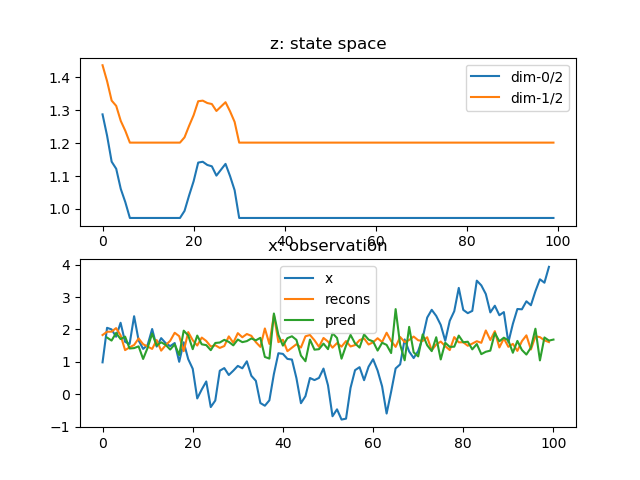 z: state space
1.4
1.3
1.2
1.1
1.0
dim-0/2
dim-1/2
0 20 40 60 80 100
x: observation
4
3
2
1
0
−1
x
recons
pred
0 20 40 60 80 100